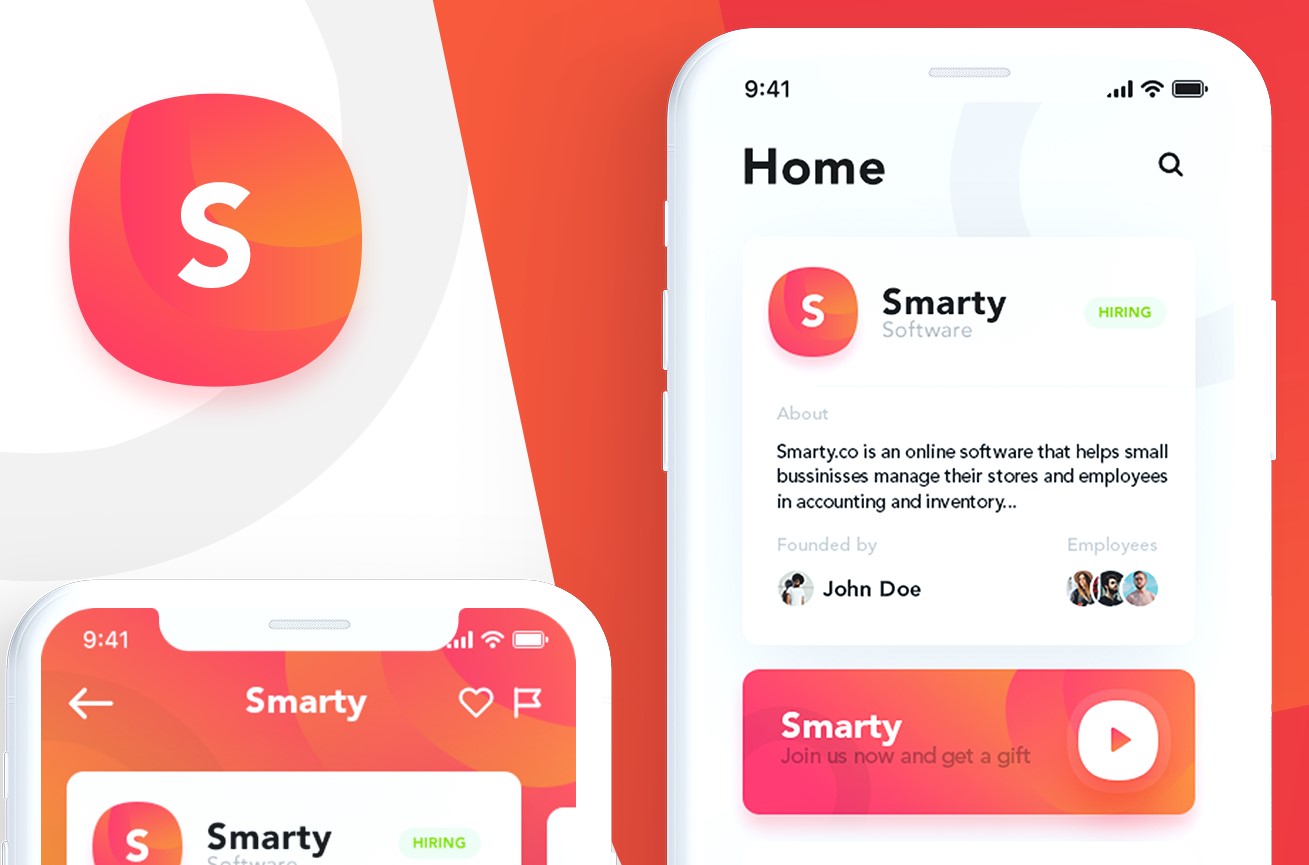 S
9:41
Home
S
Smarty
Software
HIRING
About
Smarty.co is an online software that helps small
bussinisses manage their stores and employees
in accounting and inventory...
Founded by
Employees
John Doe
Smarty
Join us now and get a gift
9:41
Smarty
S
Smarty
HIRING
Software